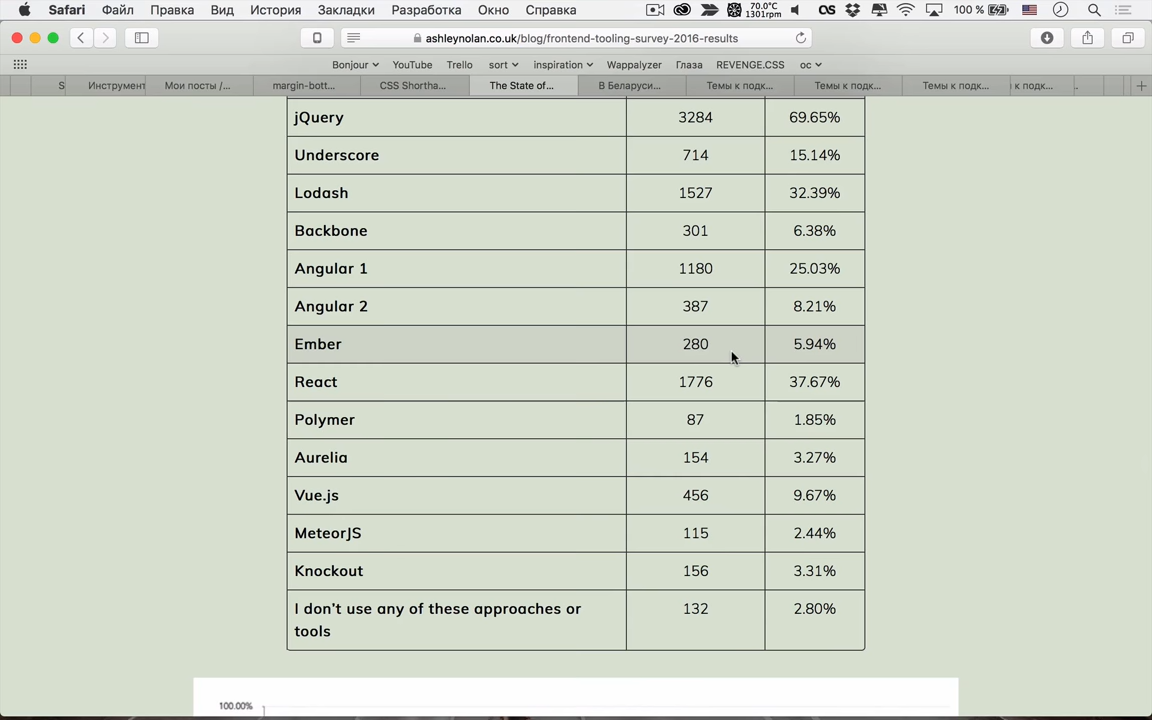 Safari Файл Правка Вид История Закладки Разработка Окно Справка 70.0°C 1301rpm 100 %
ashleynolan.co.uk/blog/frontend-tooling-survey-2016-results
Bonjour YouTube Trello sort inspiration Wappalyzer Глаза REVENGE.CSS ос
S Инструмент Мои посты /... margin-bott... CSS Shortha... The State of... В Беларуси... Темы к подк... Темы к подк... Темы к подк... к подк...
jQuery 3284 69.65%
Underscore 714 15.14%
Lodash 1527 32.39%
Backbone 301 6.38%
Angular 1 1180 25.03%
Angular 2 387 8.21%
Ember 280 5.94%
React 1776 37.67%
Polymer 87 1.85%
Aurelia 154 3.27%
Vue.js 456 9.67%
MeteorJS 115 2.44%
Knockout 156 3.31%
I don't use any of these approaches or 132 2.80%
tools
100.00%